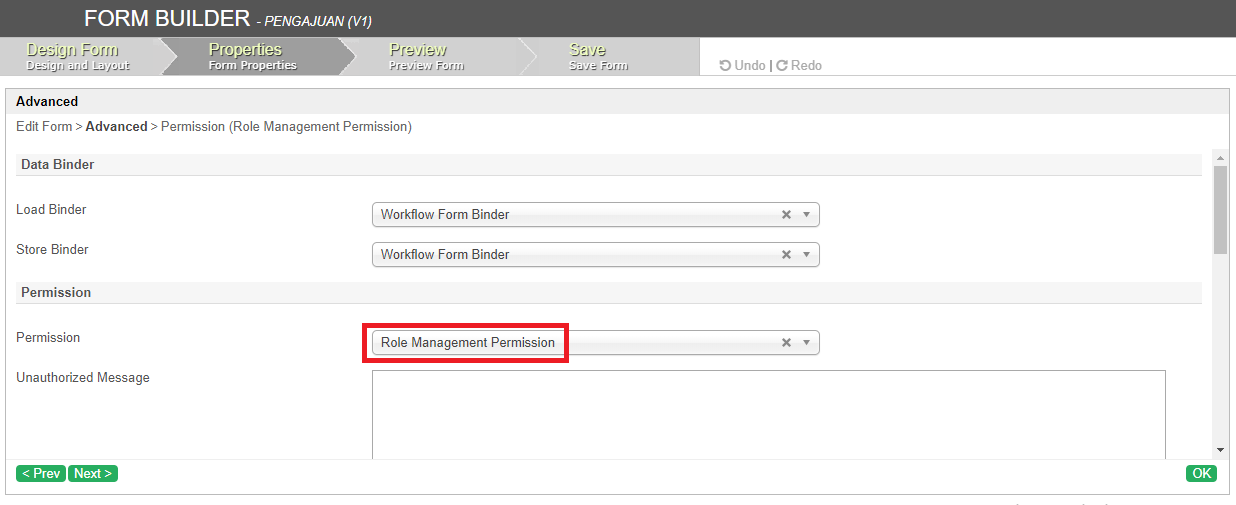 FORM BUILDER - PENGAJUAN (V1)
Design Form Properties Preview Save
Design and Layout Form Properties Preview Form Save Form Undo | Redo
Advanced
Edit Form > Advanced > Permission (Role Management Permission)
Data Binder
Load Binder Workflow Form Binder
Store Binder Workflow Form Binder
Permission
Permission Role Management Permission
Unauthorized Message
< Prev Next > OK